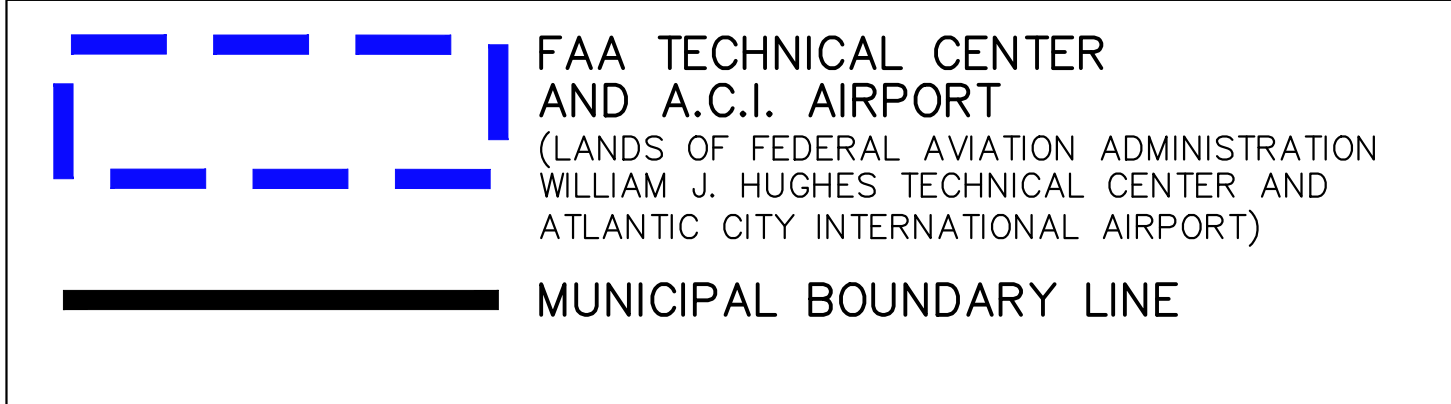 FAA TECHNICAL CENTER
AND A.C.I. AIRPORT
(LANDS OF FEDERAL AVIATION ADMINISTRATION
WILLIAM J. HUGHES TECHNICAL CENTER AND
ATLANTIC CITY INTERNATIONAL AIRPORT)
MUNICIPAL BOUNDARY LINE